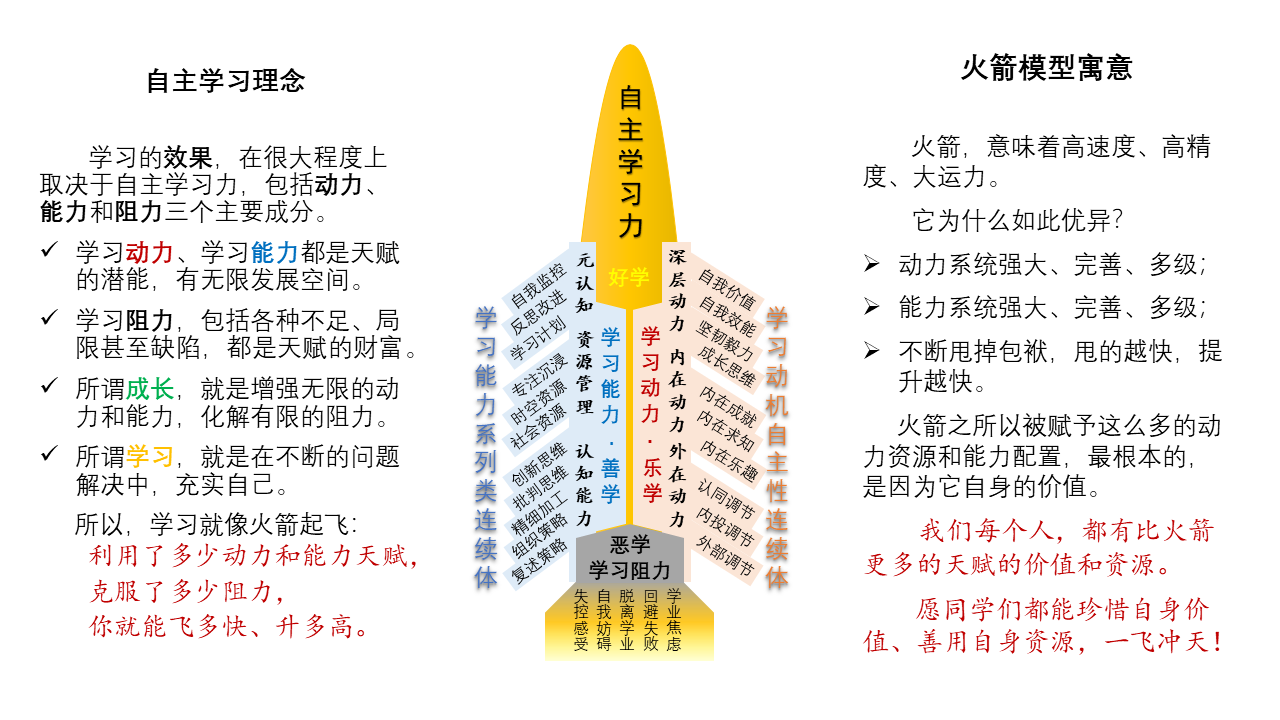 自主学习理念
学习的效果，在很大程度上
取决于自主学习力，包括动力、
能力和阻力三个主要成分。
✓ 学习动力、学习能力都是天赋
的潜能，有无限发展空间。
✓ 学习阻力，包括各种不足、局
限甚至缺陷，都是天赋的财富。
✓ 所谓成长，就是增强无限的动
力和能力，化解有限的阻力。
✓ 所谓学习，就是在不断的问题
解决中，充实自己。
所以，学习就像火箭起飞：
利用了多少动力和能力天赋，
克服了多少阻力，
你就能飞多快、升多高。
自主学习力
好学
学习能力系列类连续体
元认知
自我监控
反思改进
学习计划
资源管理
专注沉浸
时空资源
社会资源
认知能力
创新思维
批判思维
精细加工
组织策略
复述策略
学习能力·善学
学习动力·乐学
深层动力
自我价值
自我效能
坚韧毅力
成长思维
内在动力
内在成就
内在求知
内在乐趣
外在动力
认同调节
内投调节
外部调节
学习动机自主性连续体
恶学
学习阻力
失控感受
自我妨碍
脱离学业
回避失败
学业焦虑
火箭模型寓意
火箭，意味着高速度、高精
度、大运力。
它为什么如此优异？
➢ 动力系统强大、完善、多级；
➢ 能力系统强大、完善、多级；
➢ 不断甩掉包袱，甩的越快，提
升越快。
火箭之所以被赋予这么多的动
力资源和能力配置，最根本的，
是因为它自身的价值。
我们每个人，都有比火箭
更多的天赋的价值和资源。
愿同学们都能珍惜自身价
值、善用自身资源，一飞冲天！